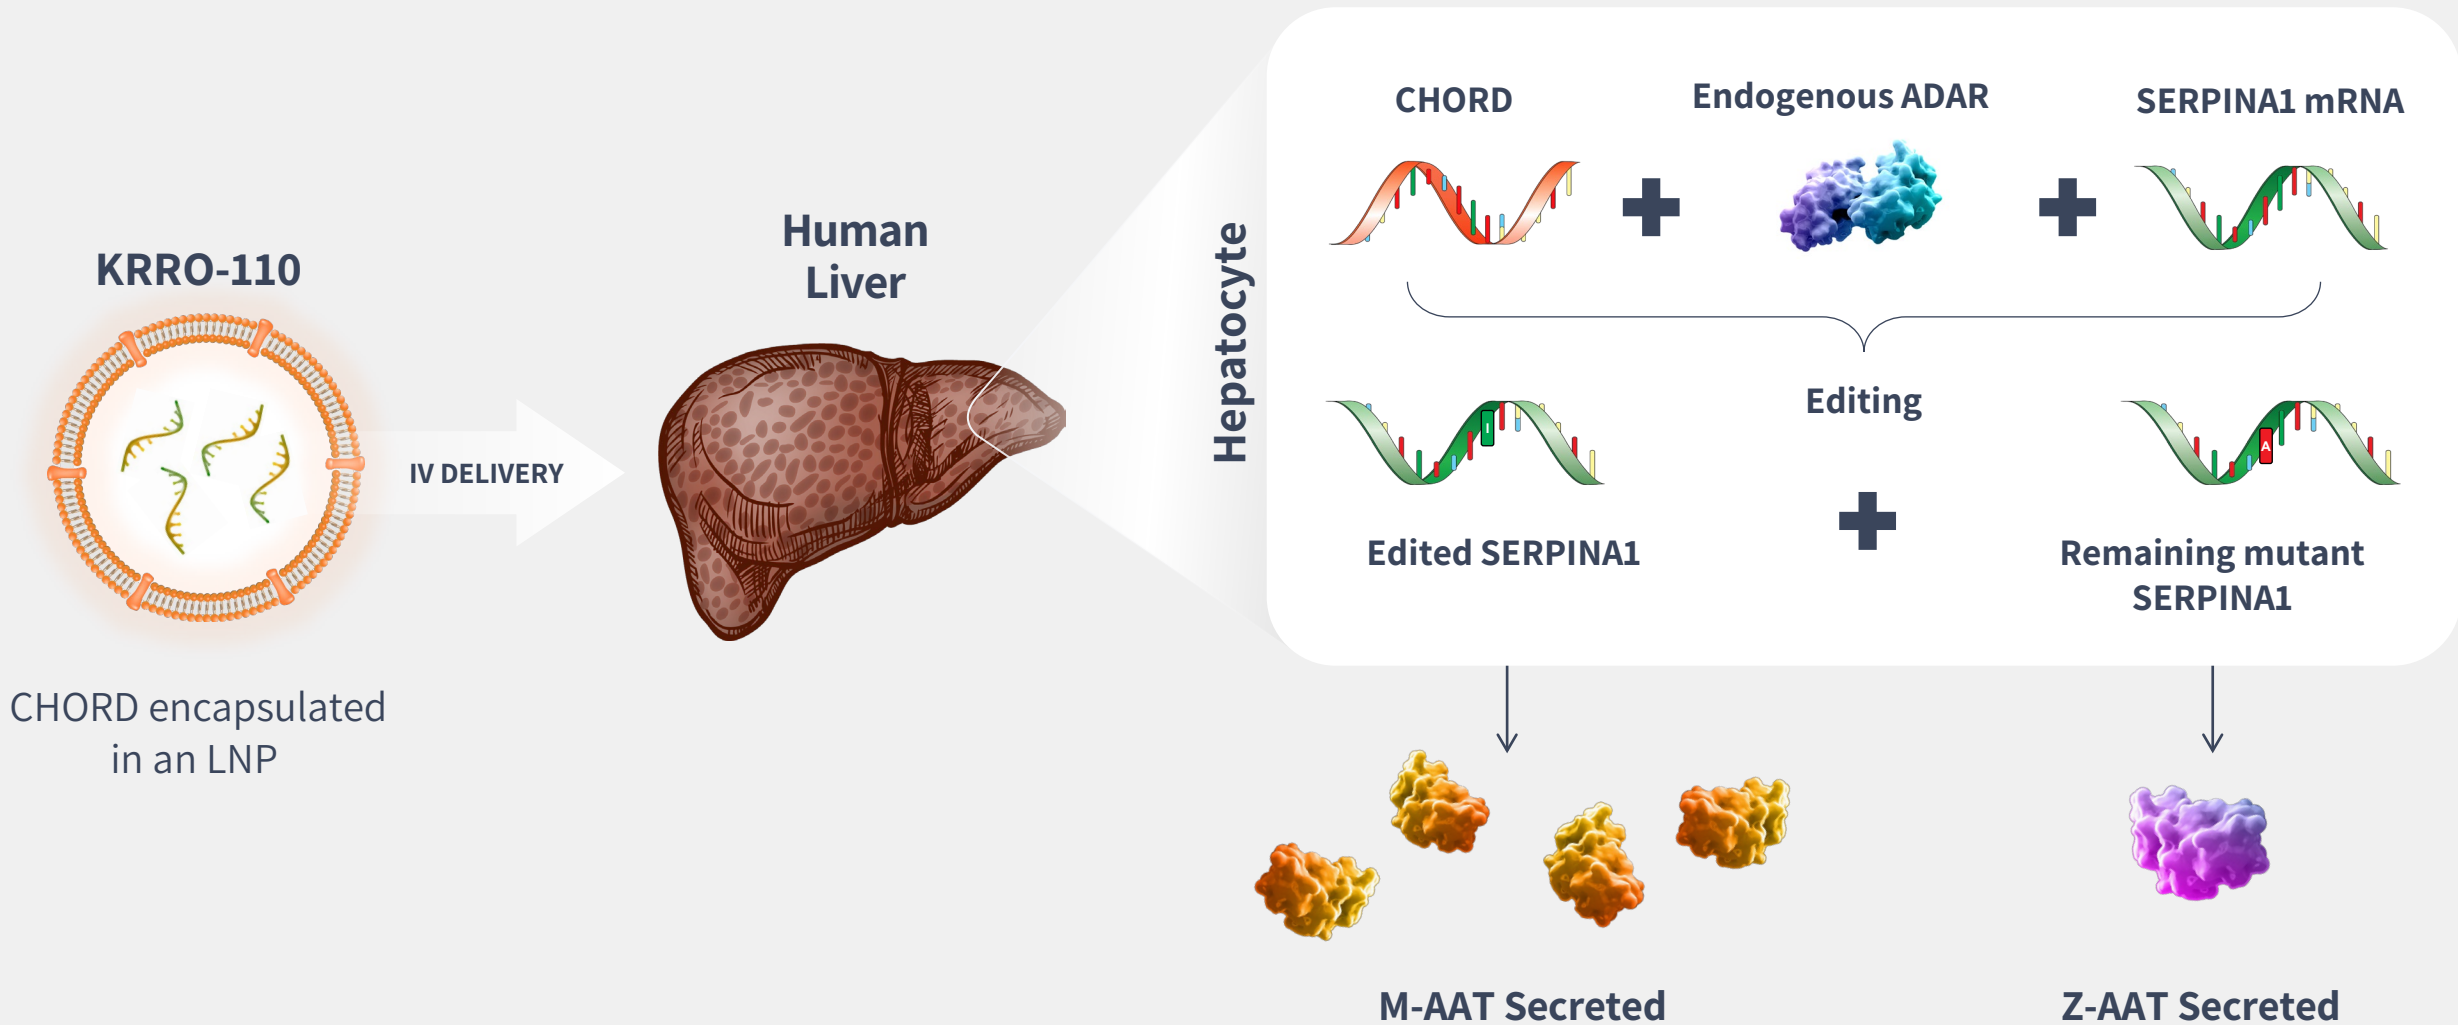 KRRO-110
CHORD encapsulated
in an LNP
IV DELIVERY
Human
Liver
Hepatocyte
CHORD
Endogenous ADAR
SERPINA1 mRNA
Editing
I
A
Edited SERPINA1
Remaining mutant
SERPINA1
M-AAT Secreted
Z-AAT Secreted